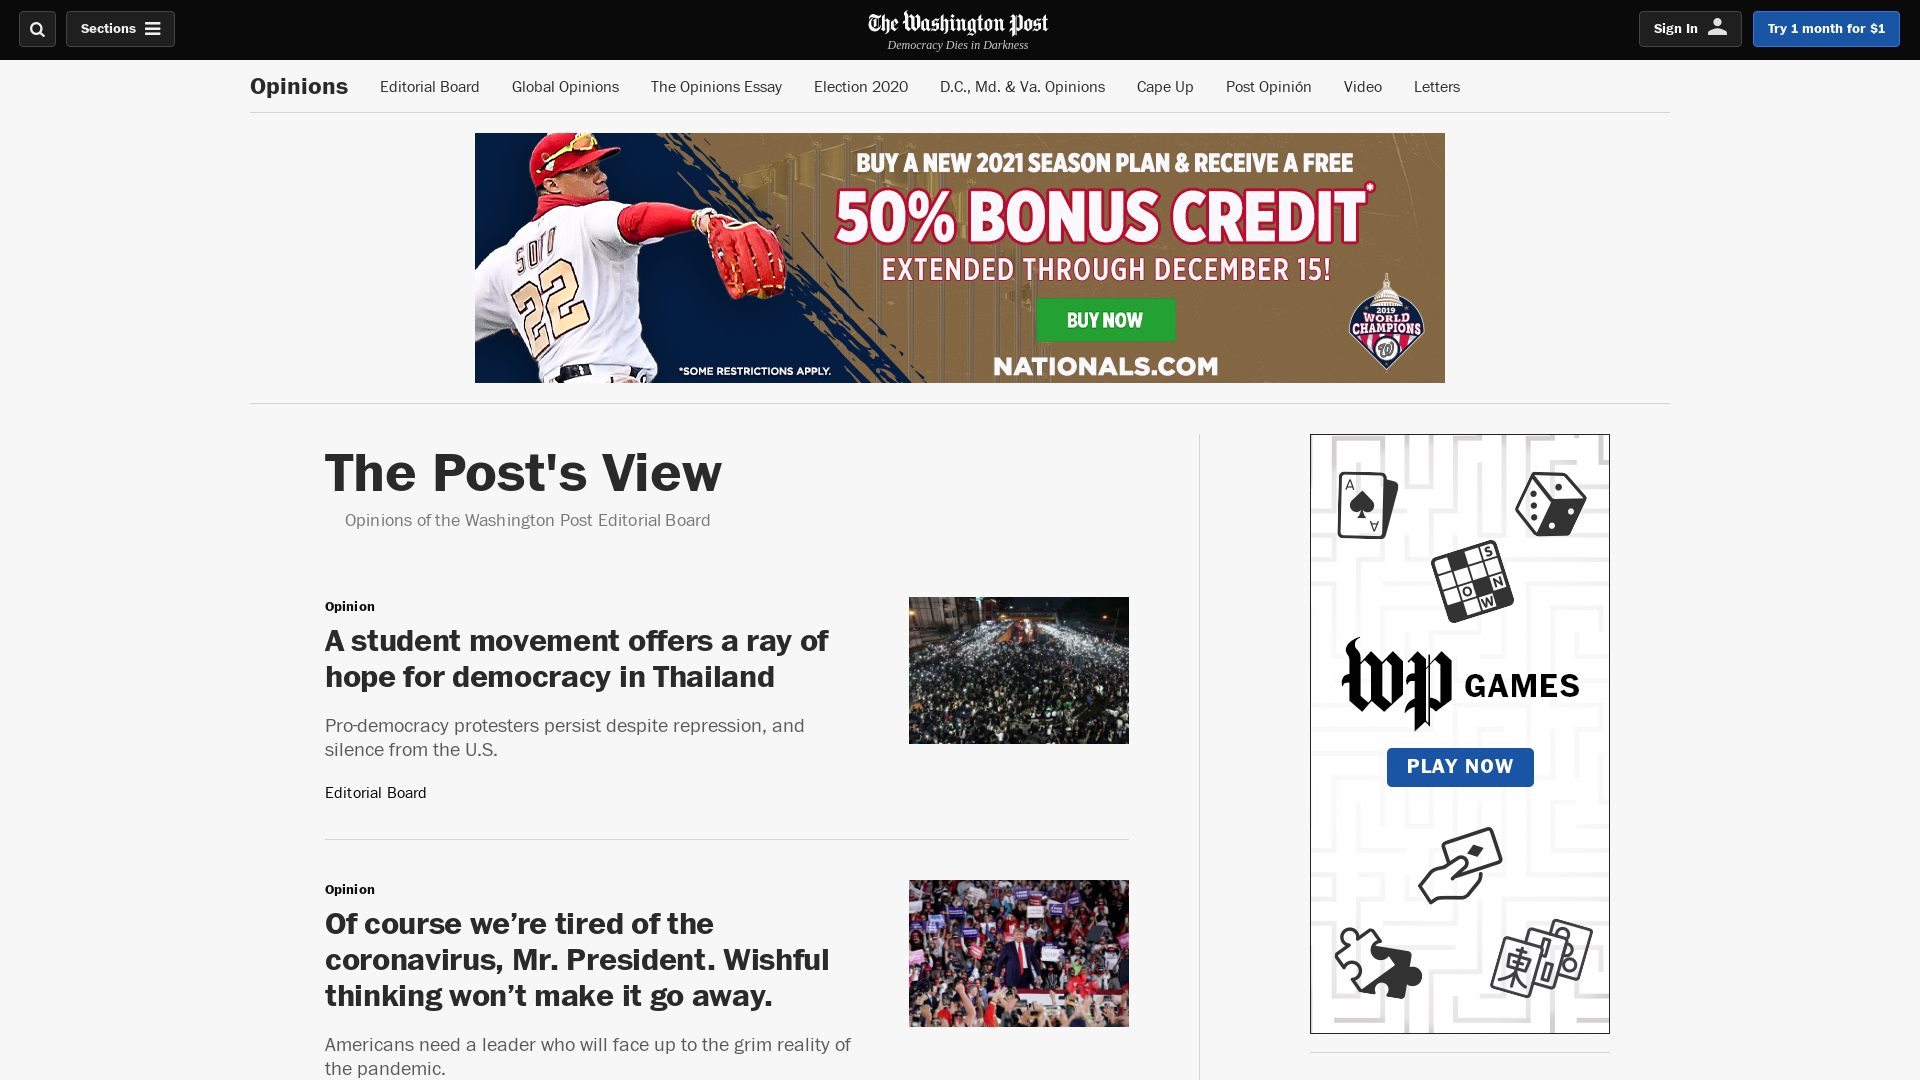 Sections
The Washington Post
Democracy Dies in Darkness
Sign In
Try 1 month for $1
Opinions
Editorial Board
Global Opinions
The Opinions Essay
Election 2020
D.C., Md. & Va. Opinions
Cape Up
Post Opinión
Video
Letters
BUY A NEW 2021 SEASON PLAN & RECEIVE A FREE
50% BONUS CREDIT*
EXTENDED THROUGH DECEMBER 15!
BUY NOW
NATIONALS.COM
*SOME RESTRICTIONS APPLY.
SOTO
22
2019
WORLD
CHAMPIONS
W
The Post's View
Opinions of the Washington Post Editorial Board
Opinion
A student movement offers a ray of
hope for democracy in Thailand
Pro-democracy protesters persist despite repression, and
silence from the U.S.
Editorial Board
Opinion
Of course we’re tired of the
coronavirus, Mr. President. Wishful
thinking won’t make it go away.
Americans need a leader who will face up to the grim reality of
the pandemic.
A
A
S
N
O
W
wp GAMES
PLAY NOW
東